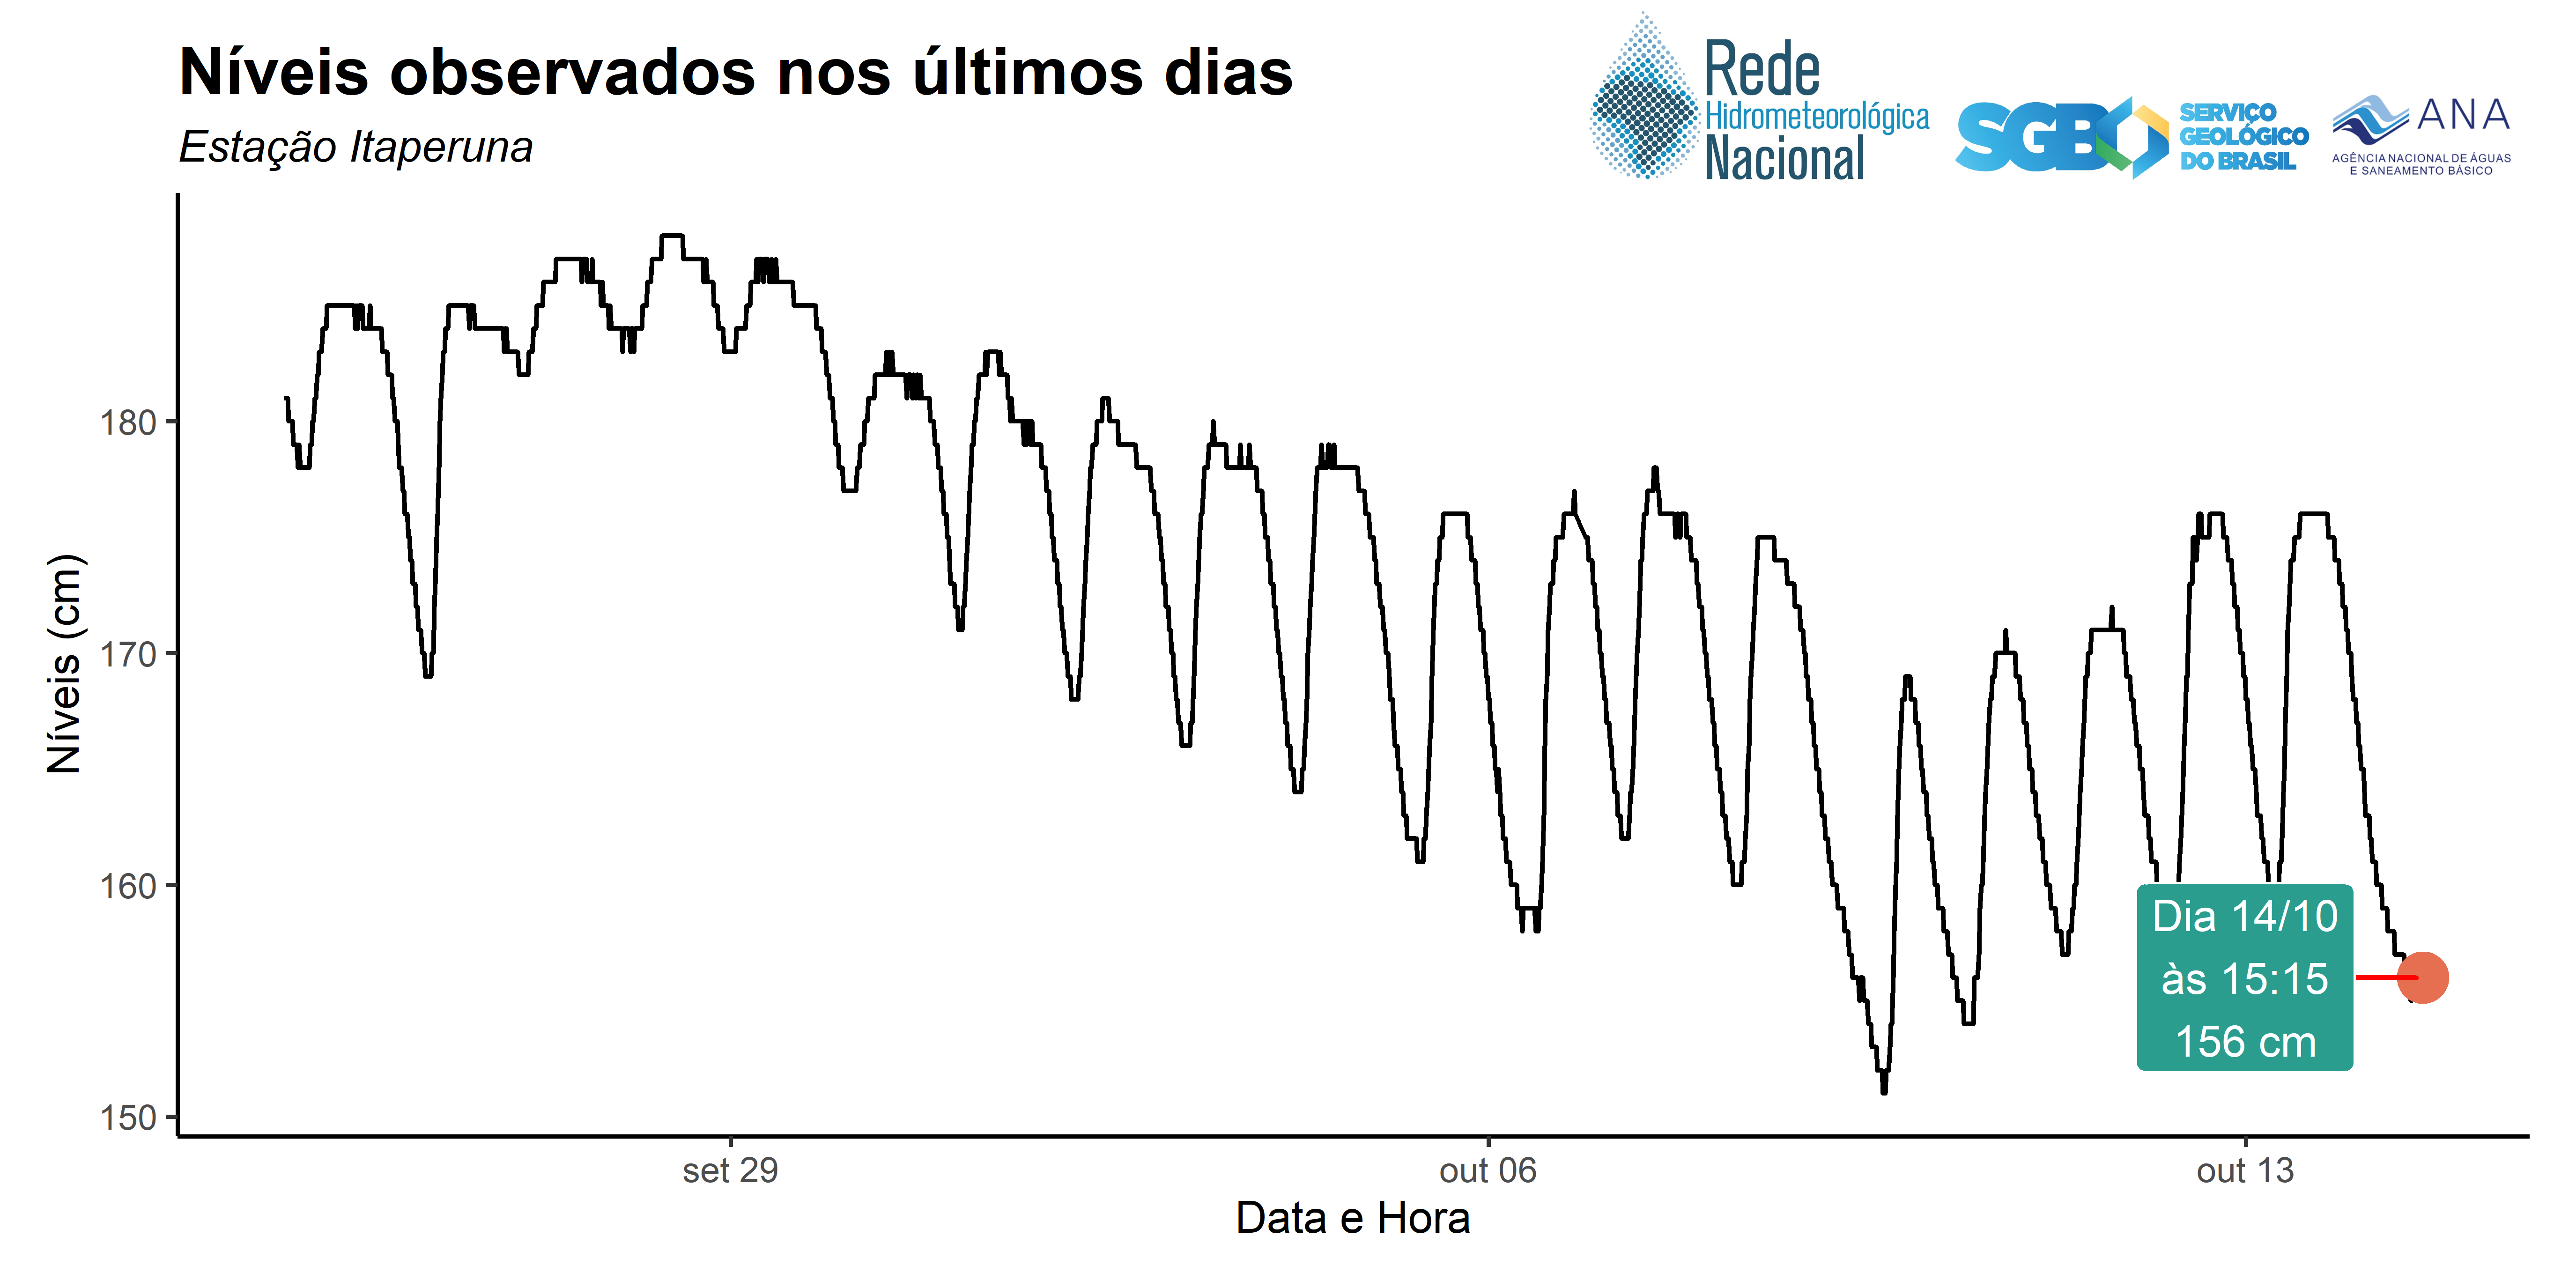 Níveis observados nos últimos dias
Estação Itaperuna
Rede
Hidrometeorológica
Nacional
SGB
SERVIÇO
GEOLÓGICO
DO BRASIL
ANA
AGÊNCIA NACIONAL DE ÁGUAS
E SANEAMENTO BÁSICO
Níveis (cm)
180
170
160
150
Dia 14/10
às 15:15
156 cm
set 29
out 06
out 13
Data e Hora